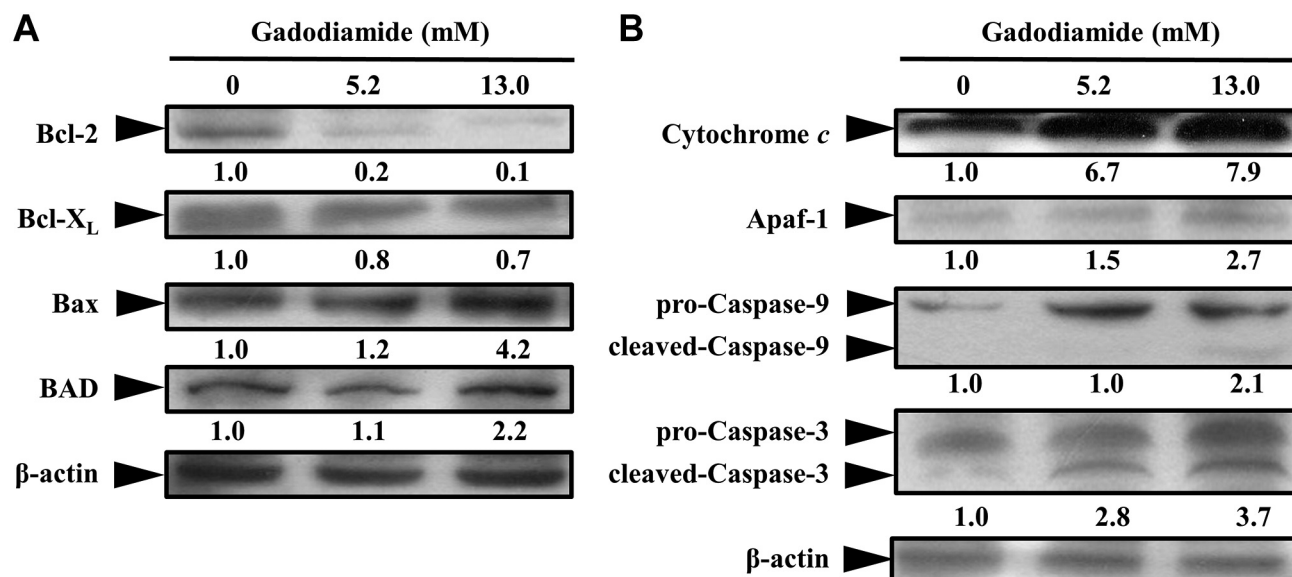 A
Gadodiamide (mM)
0 5.2 13.0
Bcl-2
1.0 0.2 0.1
Bcl-XL
1.0 0.8 0.7
Bax
1.0 1.2 4.2
BAD
1.0 1.1 2.2
β-actin
B
Gadodiamide (mM)
0 5.2 13.0
Cytochrome c
1.0 6.7 7.9
Apaf-1
1.0 1.5 2.7
pro-Caspase-9
cleaved-Caspase-9
1.0 1.0 2.1
pro-Caspase-3
cleaved-Caspase-3
1.0 2.8 3.7
β-actin